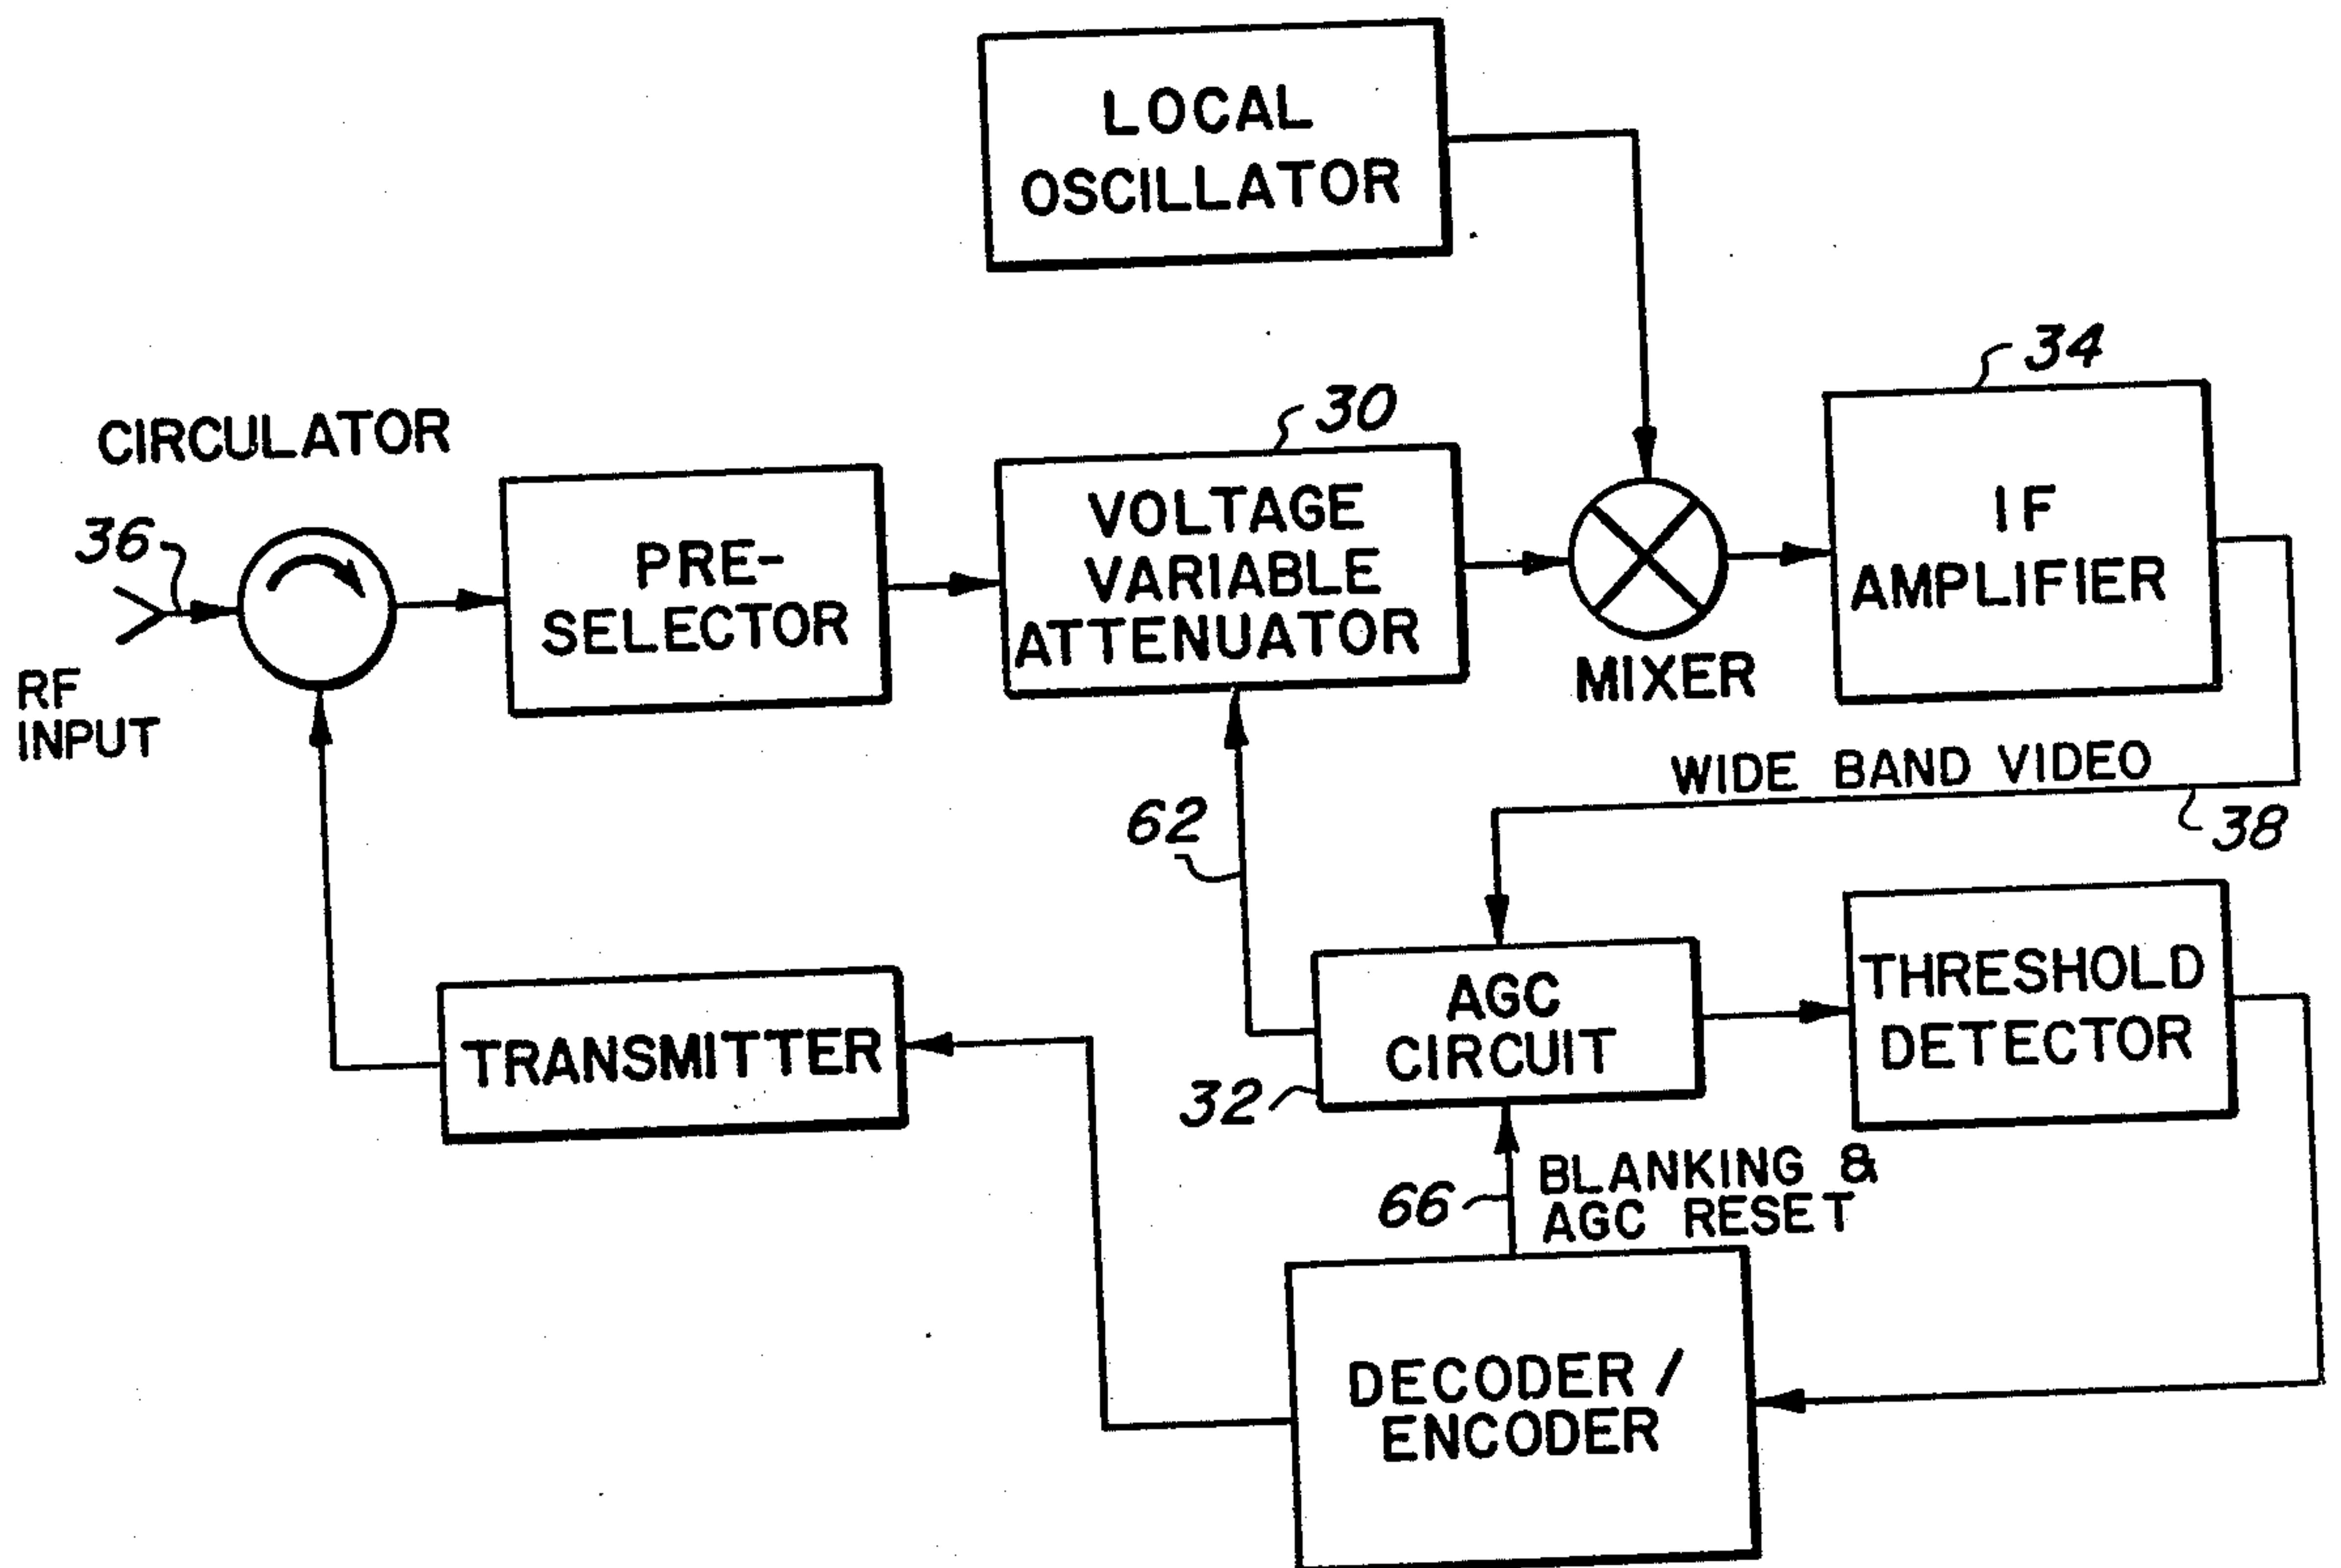 LOCAL
OSCILLATOR
34
30
CIRCULATOR
36
RF
INPUT
PRE-
SELECTOR
VOLTAGE
VARIABLE
ATTENUATOR
MIXER
IF
AMPLIFIER
WIDE BAND VIDEO
38
62
AGC
CIRCUIT
32
THRESHOLD
DETECTOR
TRANSMITTER
66
BLANKING &
AGC RESET
DECODER /
ENCODER